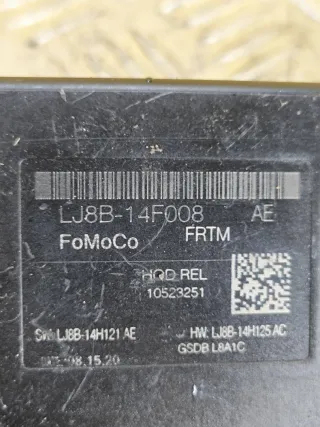 LJ8B-14F008 AE
FoMoCo FRTM
HQD REL
10523251
SW: LJ8B-14H121 AE HW: LJ8B-14H125 AC
GSDB L8A1C
08.15.20